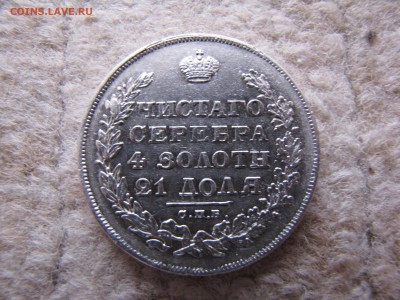 COINS.LAVE.RU
ЧИСТАГО
СЕРЕБРА
4 ЗОЛОТН
21 ДОЛЯ
С.П.Б.